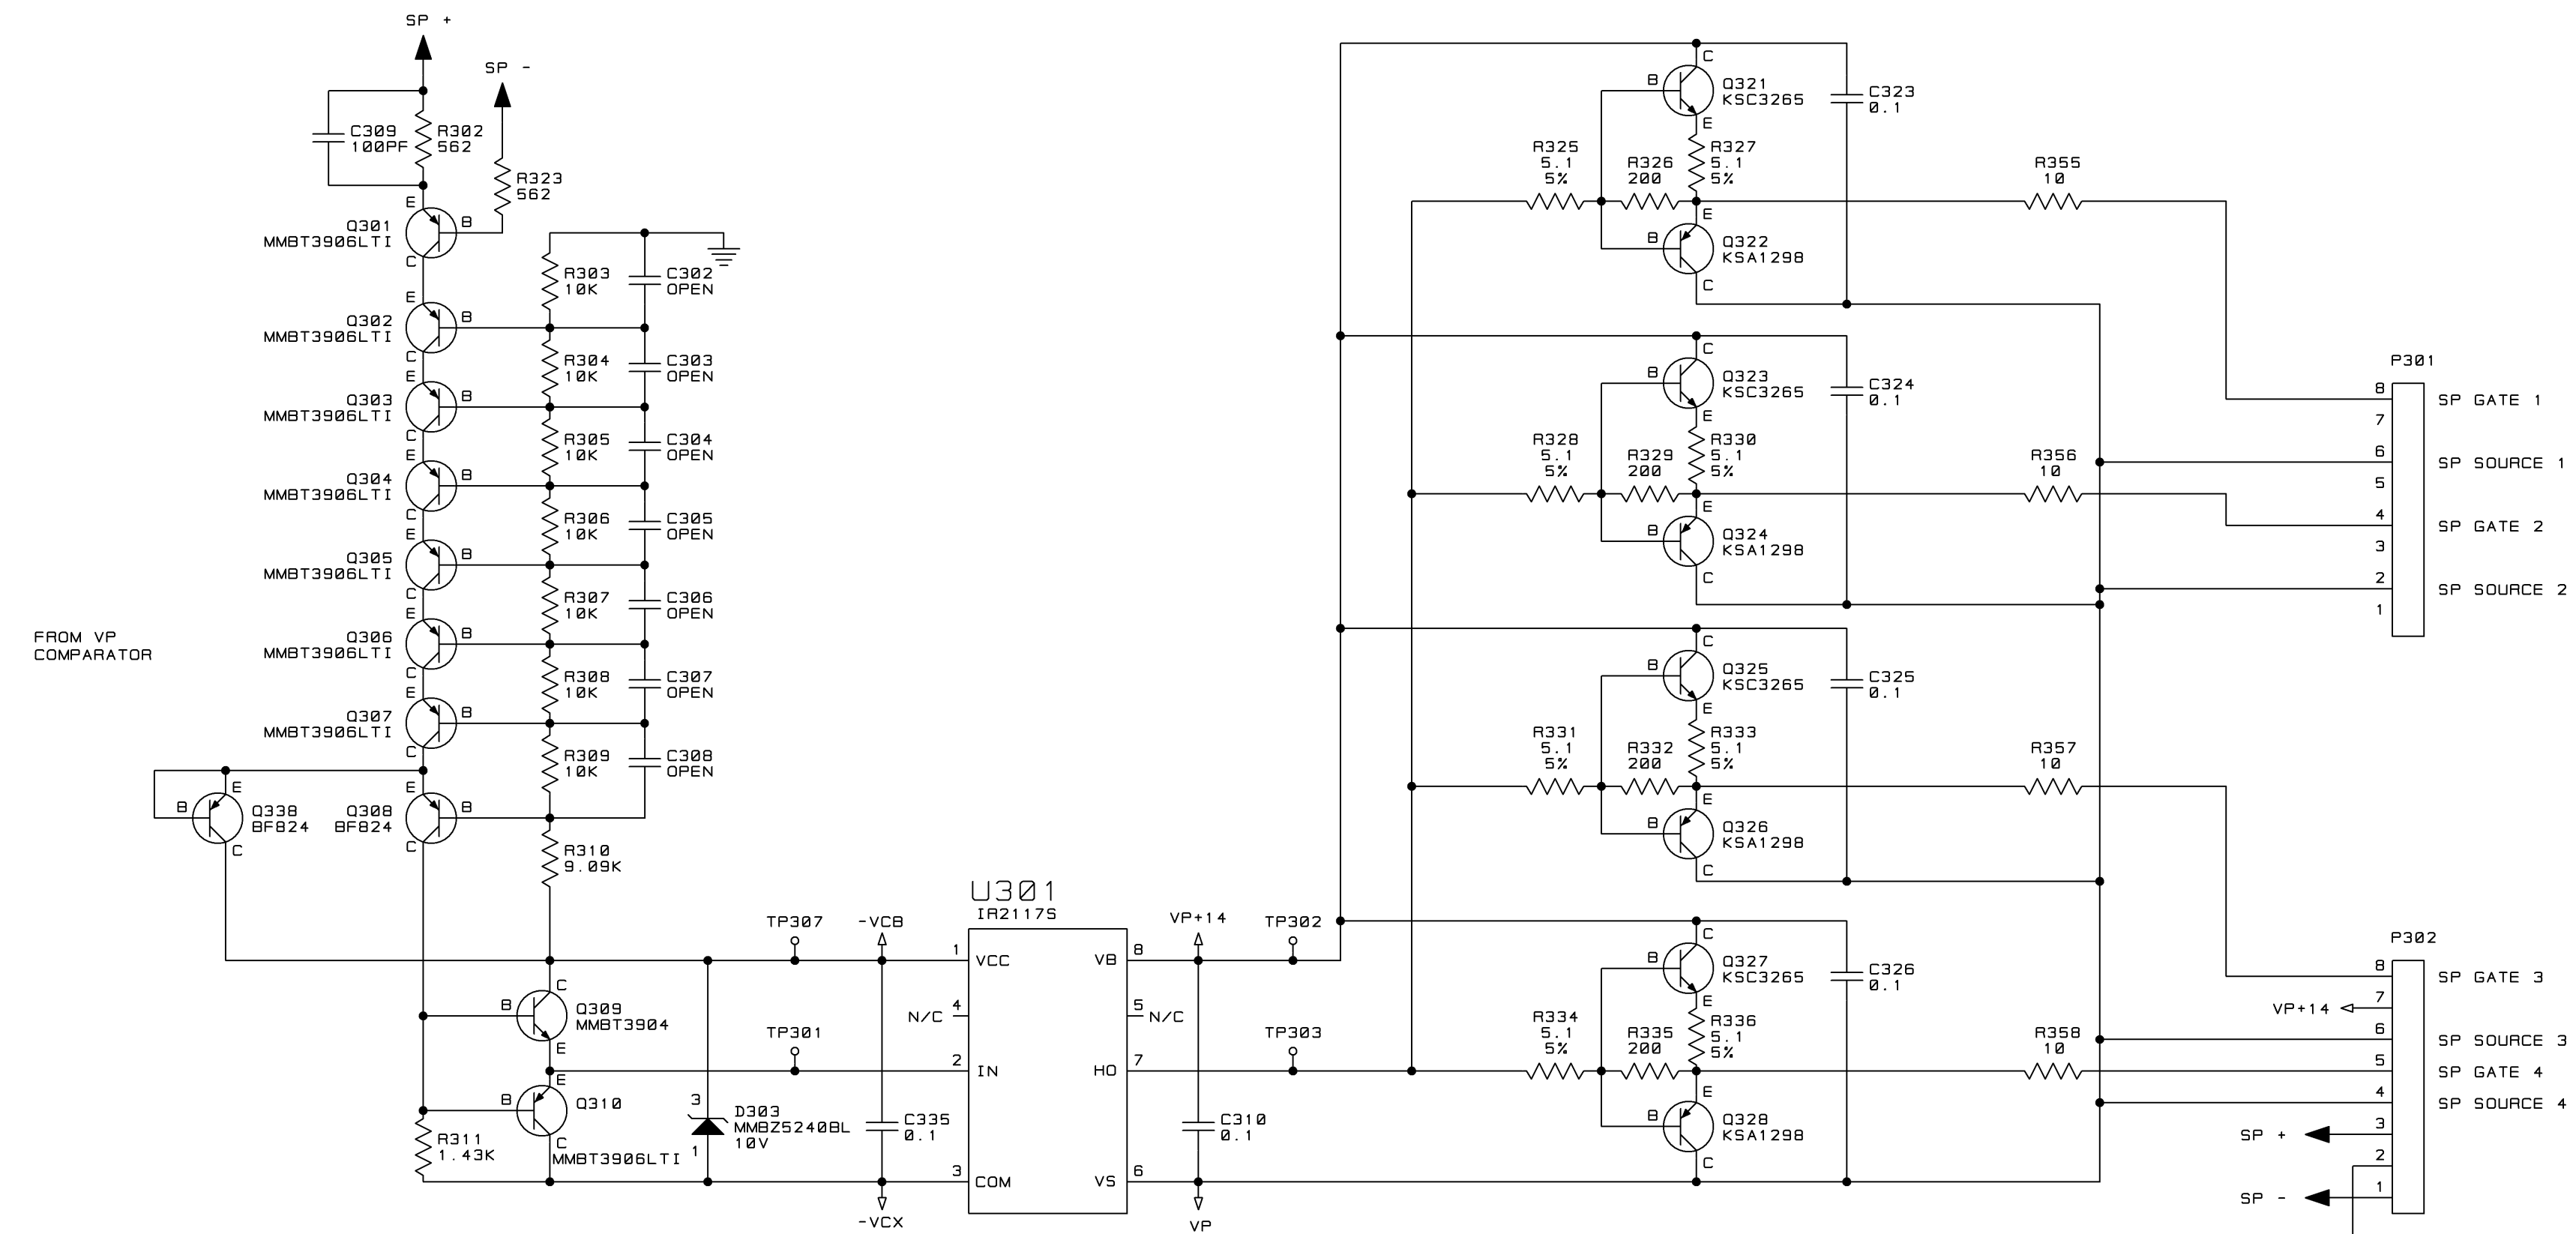 SP +
SP -
C309
100PF
R302
562
R323
562
E
Q301
MMBT3906LTI
B
C
R303
10K
C302
OPEN
E
Q302
MMBT3906LTI
B
C
R304
10K
C303
OPEN
E
Q303
MMBT3906LTI
B
C
R305
10K
C304
OPEN
E
Q304
MMBT3906LTI
B
C
R306
10K
C305
OPEN
E
Q305
MMBT3906LTI
B
C
R307
10K
C306
OPEN
FROM VP
COMPARATOR
E
Q306
MMBT3906LTI
B
C
R308
10K
C307
OPEN
E
Q307
MMBT3906LTI
B
C
R309
10K
C308
OPEN
B
E
Q338
BF824
C
E
Q308
BF824
B
C
R310
9.09K
C
B
Q309
MMBT3904
E
E
B
Q310
C
MMBT3906LTI
R311
1.43K
3
D303
MMBZ5240BL
10V
1
TP307
-VCB
TP301
C335
0.1
-VCX
U301
IR2117S
1
VCC
VB
8
4
N/C
5
N/C
2
IN
HO
7
3
COM
VS
6
VP+14
TP302
TP303
C310
0.1
VP
C
B
Q321
KSC3265
E
C323
0.1
R325
5.1
5%
R326
200
R327
5.1
5%
R355
10
E
B
Q322
KSA1298
C
C
B
Q323
KSC3265
E
C324
0.1
R328
5.1
5%
R329
200
R330
5.1
5%
R356
10
E
B
Q324
KSA1298
C
C
B
Q325
KSC3265
E
C325
0.1
R331
5.1
5%
R332
200
R333
5.1
5%
R357
10
E
B
Q326
KSA1298
C
C
B
Q327
KSC3265
E
C326
0.1
R334
5.1
5%
R335
200
R336
5.1
5%
R358
10
E
B
Q328
KSA1298
C
P301
8
SP GATE 1
7
6
SP SOURCE 1
5
4
SP GATE 2
3
2
SP SOURCE 2
1
P302
8
SP GATE 3
7
VP+14
6
SP SOURCE 3
5
SP GATE 4
4
SP SOURCE 4
3
SP +
2
1
SP -